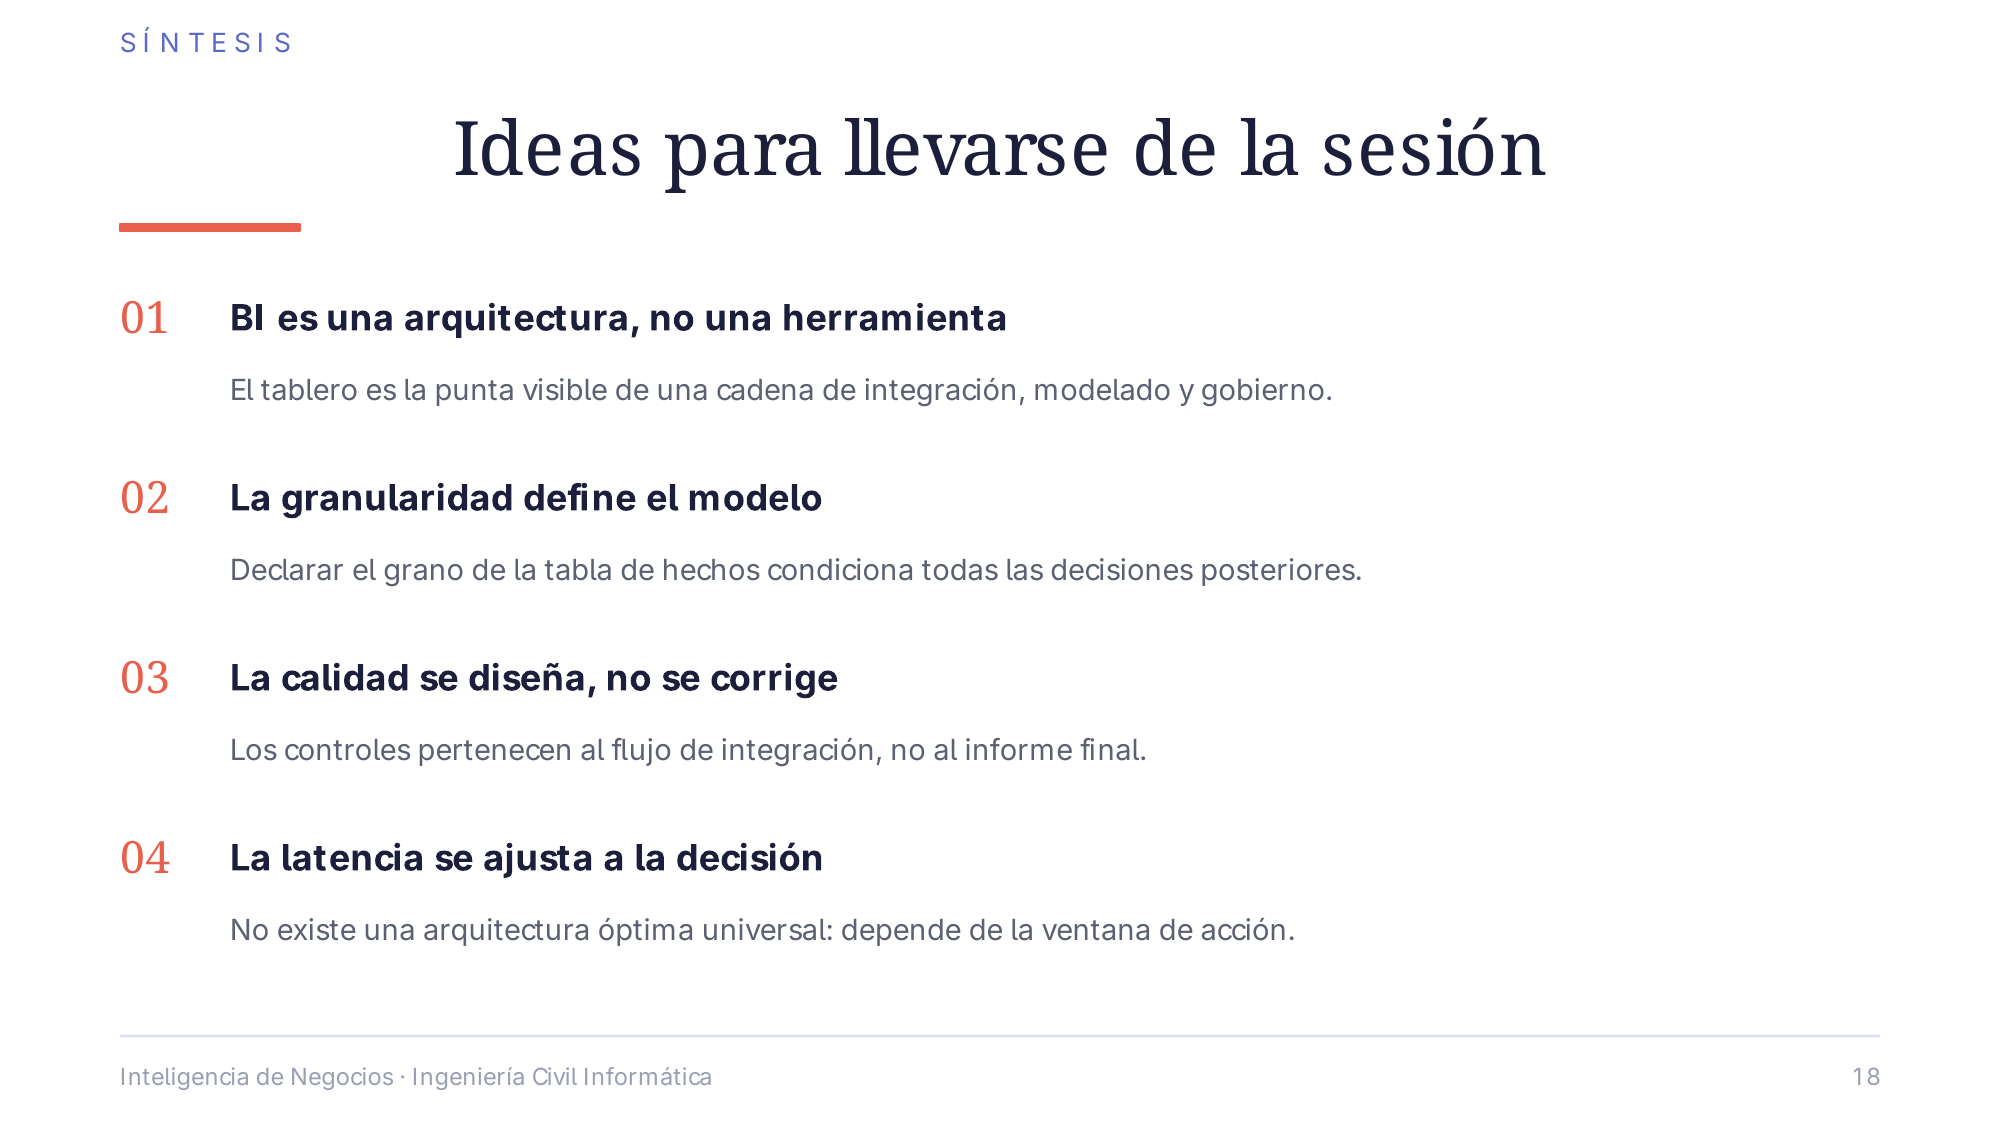 SÍNTESIS
Ideas para llevarse de la sesión
01 BI es una arquitectura, no una herramienta
El tablero es la punta visible de una cadena de integración, modelado y gobierno.
02 La granularidad define el modelo
Declarar el grano de la tabla de hechos condiciona todas las decisiones posteriores.
03 La calidad se diseña, no se corrige
Los controles pertenecen al flujo de integración, no al informe final.
04 La latencia se ajusta a la decisión
No existe una arquitectura óptima universal: depende de la ventana de acción.
Inteligencia de Negocios · Ingeniería Civil Informática 18